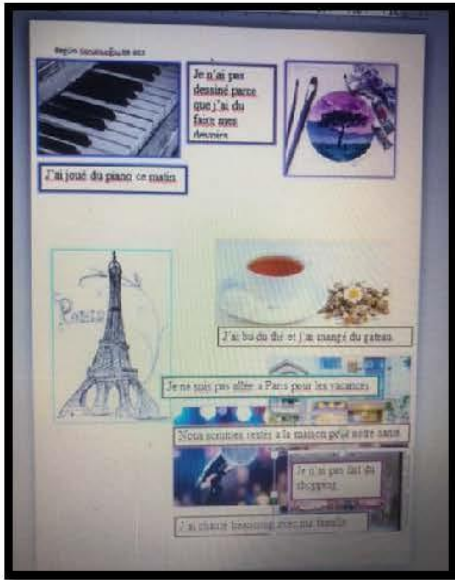 Je n'ai pas
dessiné parce
que j'ai du
faire mes
devoirs
J'ai joué du piano ce matin.
Paris
J'ai bu du thé et j'ai mangé du gateau.
Je ne suis pas allée a Paris pour les vacances
Nous sommes restés a la maison pour notre santé
Je n'ai pas fait du
shopping.
J'ai chanté beaucoup avec ma famille